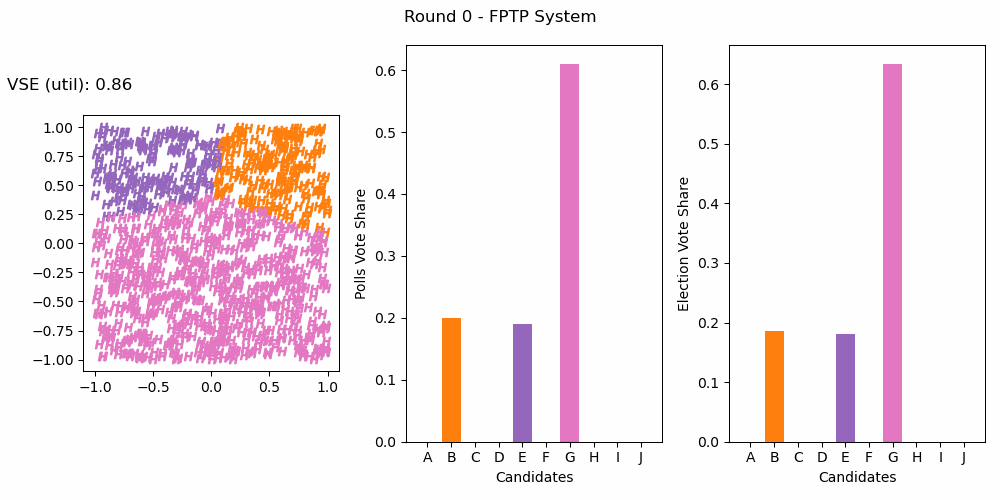 Round 0 - FPTP System
VSE (util): 0.86
1.00
0.75
0.50
0.25
0.00
−0.25
−0.50
−0.75
−1.00
−1.0 −0.5 0.0 0.5 1.0
Polls Vote Share
0.6
0.5
0.4
0.3
0.2
0.1
0.0
A B C D E F G H I J
Candidates
Election Vote Share
0.6
0.5
0.4
0.3
0.2
0.1
0.0
A B C D E F G H I J
Candidates